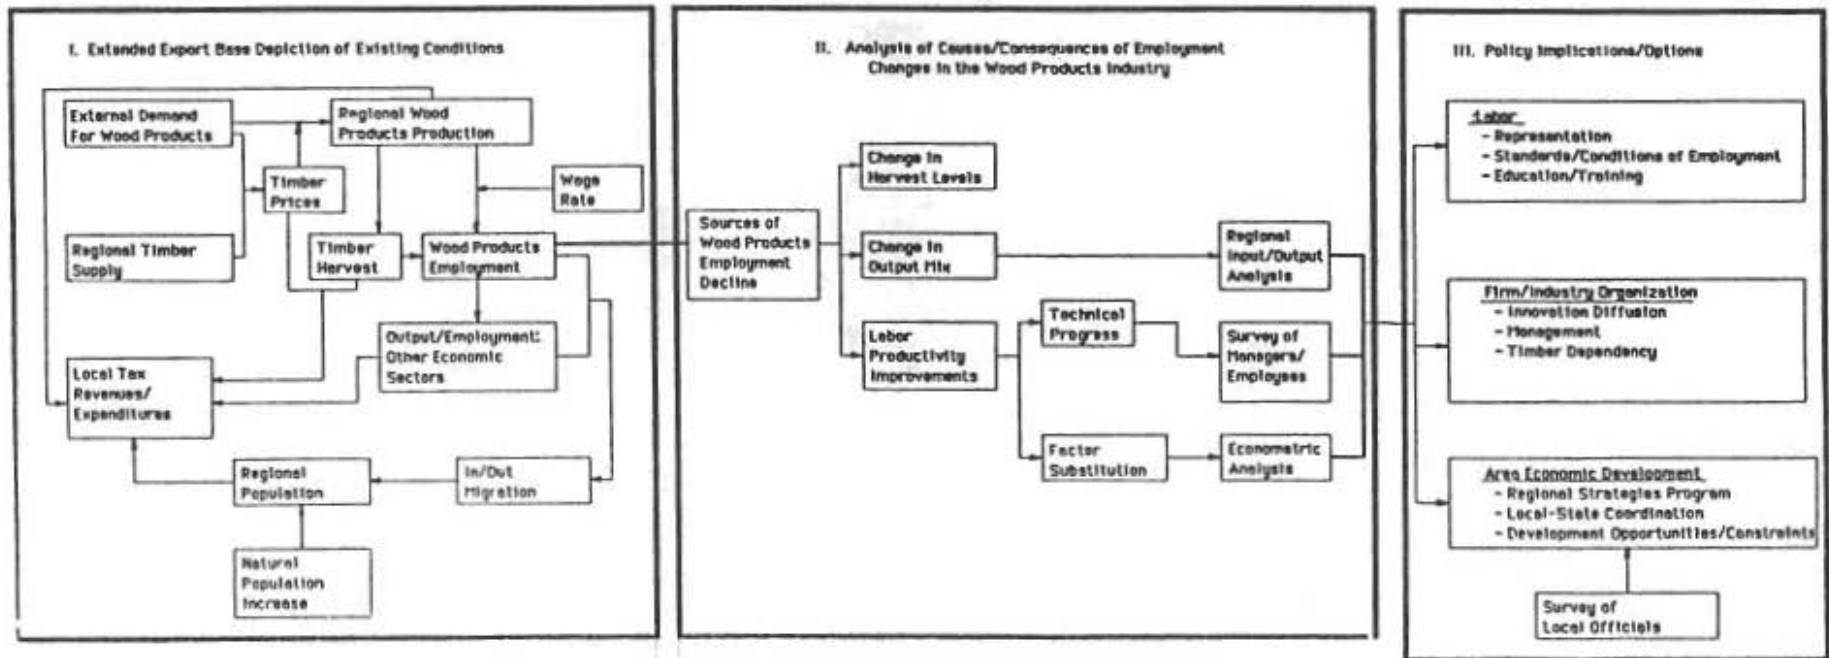 I. Extended Export Base Depiction of Existing Conditions
External Demand
For Wood Products
Regional Wood
Products Production
Timber
Prices
Wage
Rate
Regional Timber
Supply
Timber
Harvest
Wood Products
Employment
Output/Employment:
Other Economic
Sectors
Local Tax
Revenues/
Expenditures
Regional
Population
In/Out
Migration
Natural
Population
Increase
II. Analysis of Causes/Consequences of Employment
Changes in the Wood Products Industry
Sources of
Wood Products
Employment
Decline
Change In
Harvest Levels
Change In
Output Mix
Labor
Productivity
Improvements
Technical
Progress
Factor
Substitution
Regional
Input/Output
Analysis
Survey of
Managers/
Employees
Econometric
Analysis
III. Policy Implications/Options
Labor
- Representation
- Standards/Conditions of Employment
- Education/Training
Firm/Industry Organization
- Innovation Diffusion
- Management
- Timber Dependency
Area Economic Development
- Regional Strategies Program
- Local-State Coordination
- Development Opportunities/Constraints
Survey of
Local Officials